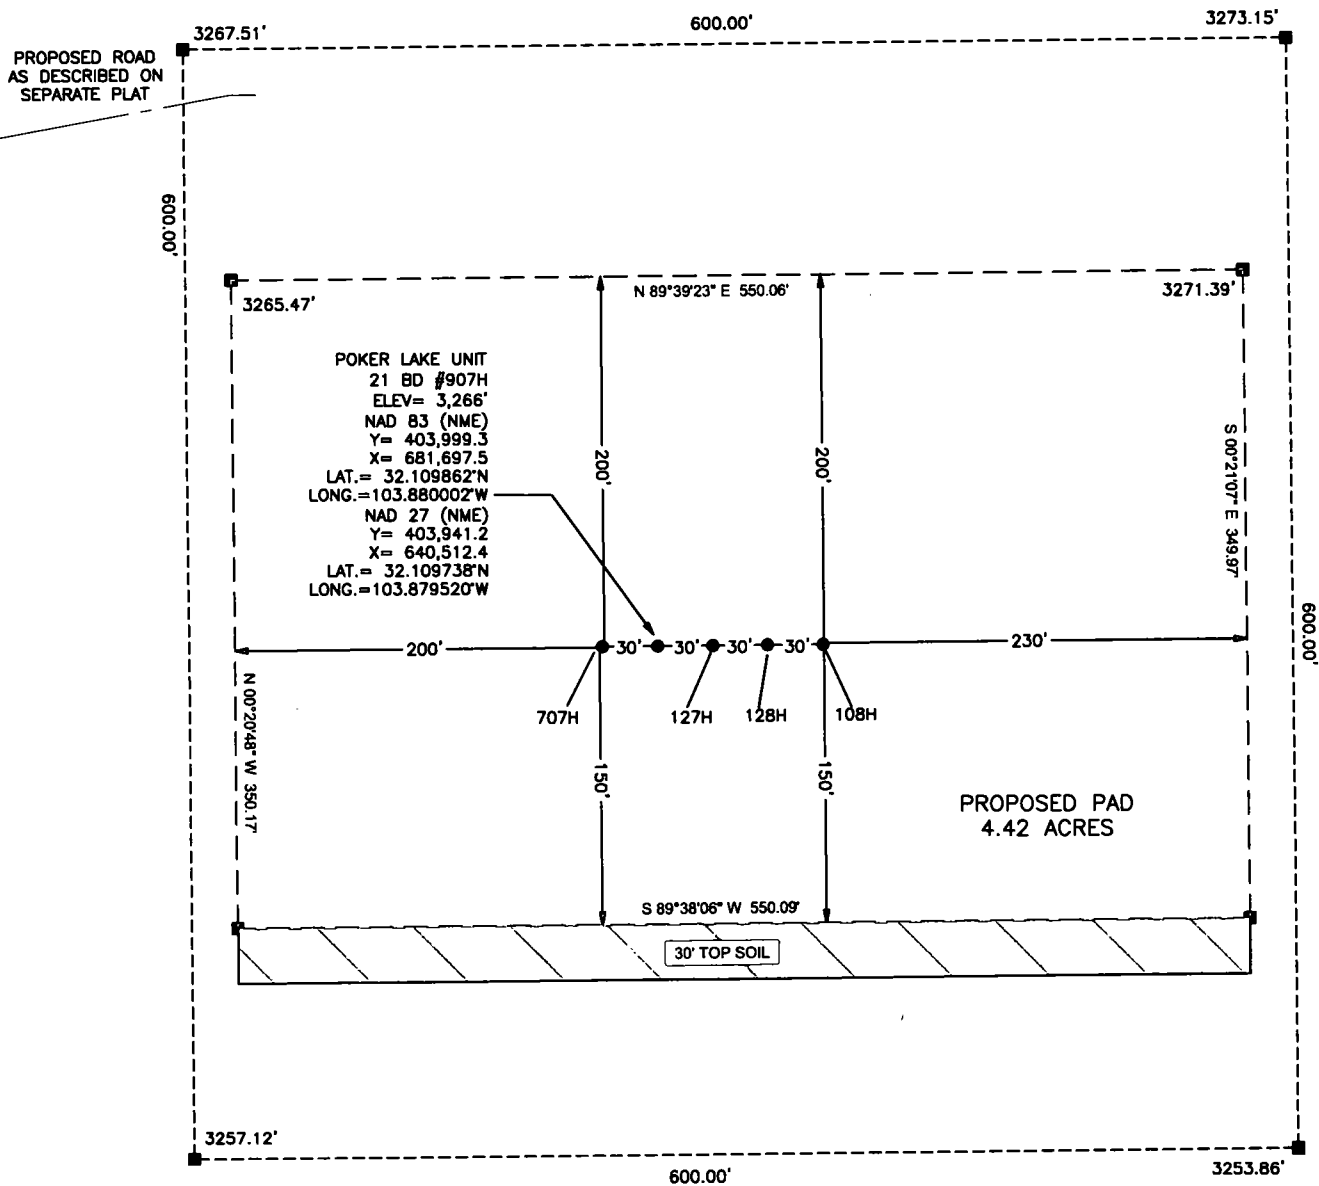 3267.51'
600.00'
3273.15'
PROPOSED ROAD
AS DESCRIBED ON
SEPARATE PLAT
600.00'
3265.47'
N 89°39'23" E 550.06'
3271.39'
POKER LAKE UNIT
21 BD #907H
ELEV= 3,266'
NAD 83 (NME)
Y= 403,999.3
X= 681,697.5
LAT.= 32.109862°N
LONG.=103.880002°W
NAD 27 (NME)
Y= 403,941.2
X= 640,512.4
LAT.= 32.109738°N
LONG.=103.879520°W
200'
200'
S 00°21'07" E 349.97'
600.00'
200'
30'
30'
30'
30'
230'
N 00°20'48" W 350.17'
707H
127H
128H
108H
150'
150'
PROPOSED PAD
4.42 ACRES
S 89°38'06" W 550.09'
30' TOP SOIL
3257.12'
600.00'
3253.86'